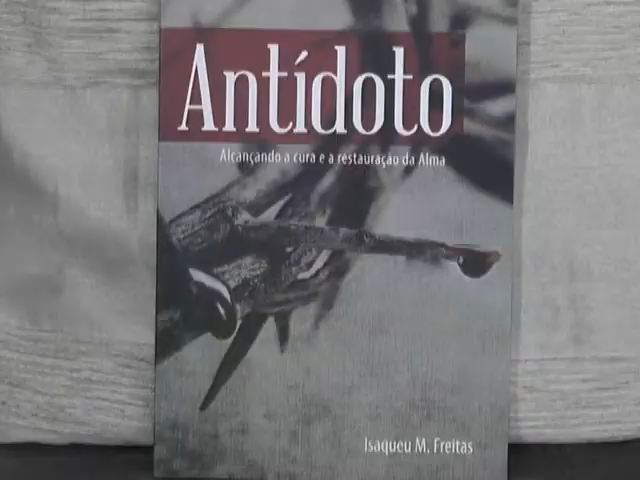 Antídoto
Alcançando a cura e a restauração da Alma
Isaqueu M. Freitas